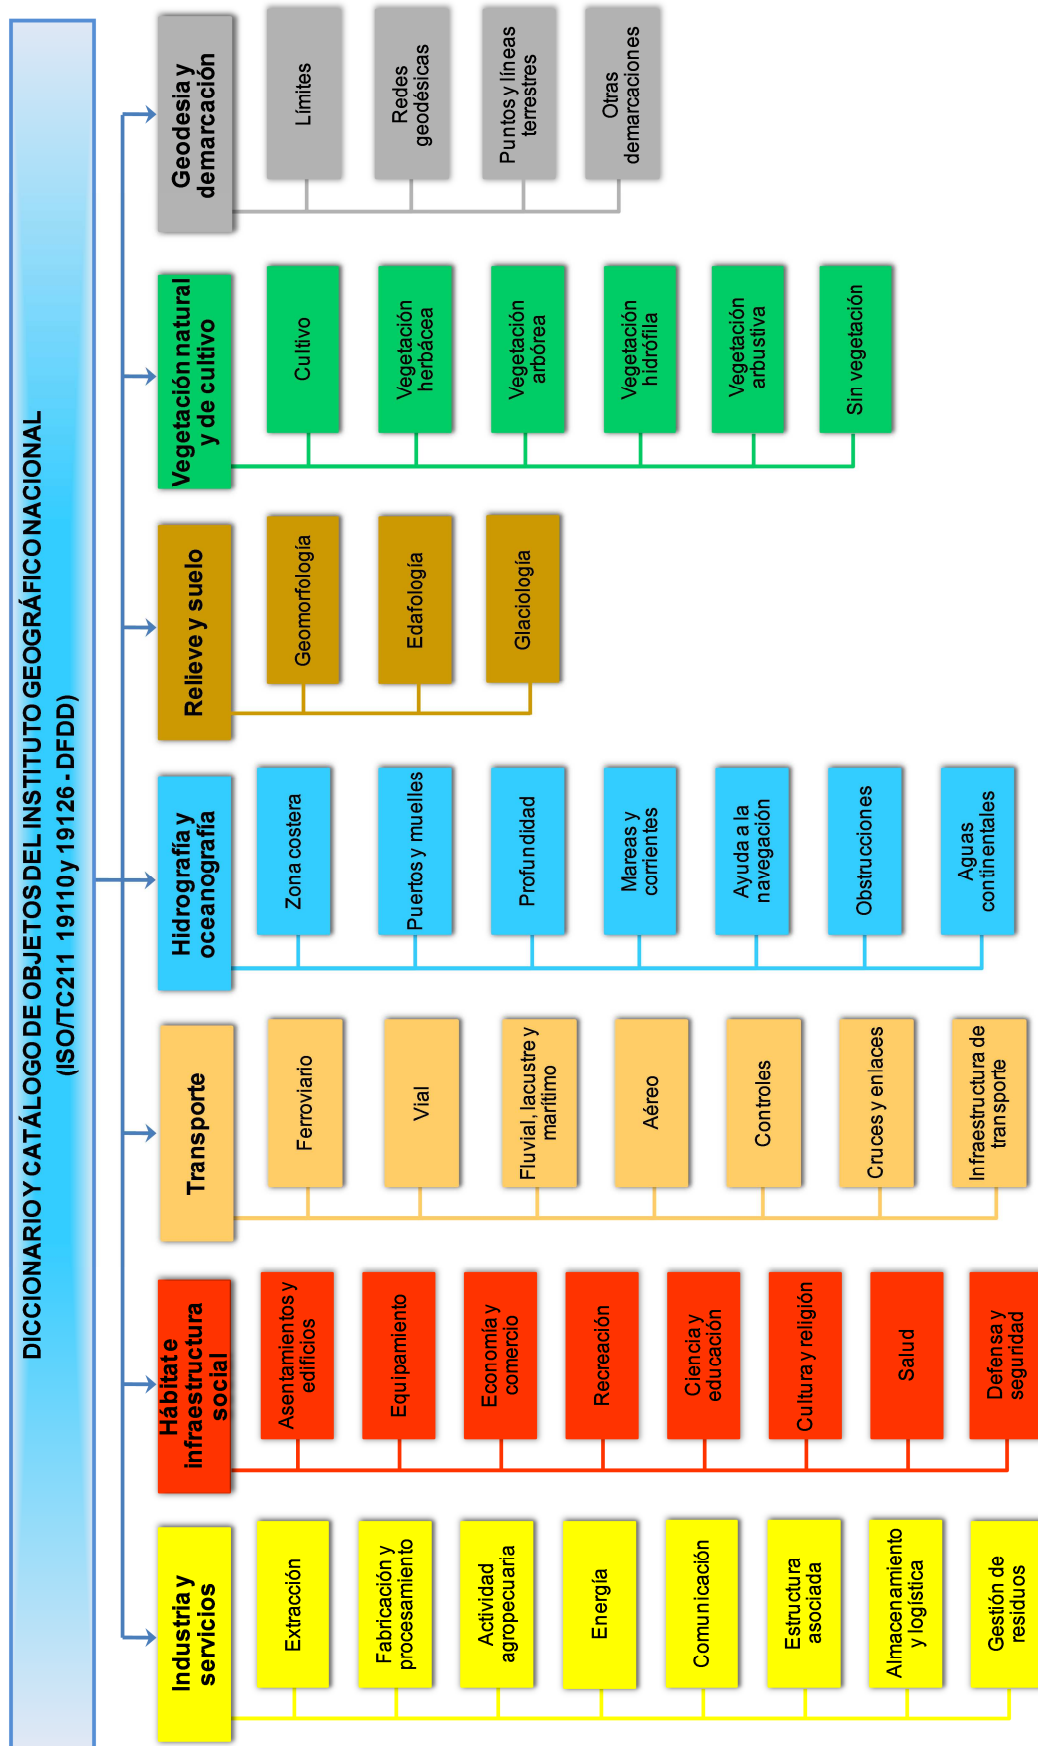 DICCIONARIO Y CATÁLOGO DE OBJETOS DEL INSTITUTO GEOGRÁFICO NACIONAL
(ISO/TC211 19110 y 19126 - DFDD)
Industria y
servicios
Extracción
Fabricación y
procesamiento
Actividad
agropecuaria
Energía
Comunicación
Estructura
asociada
Almacenamiento
y logística
Gestión de
residuos
Hábitat e
infraestructura
social
Asentamientos y
edificios
Equipamiento
Economía y
comercio
Recreación
Ciencia y
educación
Cultura y religión
Salud
Defensa y
seguridad
Transporte
Ferroviario
Vial
Fluvial, lacustre y
marítimo
Aéreo
Controles
Cruces y enlaces
Infraestructura de
transporte
Hidrografía y
oceanografía
Zona costera
Puertos y muelles
Profundidad
Mareas y
corrientes
Ayuda a la
navegación
Obstrucciones
Aguas
continentales
Relieve y suelo
Geomorfología
Edafología
Glaciología
Vegetación natural
y de cultivo
Cultivo
Vegetación
herbácea
Vegetación
arbórea
Vegetación
hidrófila
Vegetación
arbustiva
Sin vegetación
Geodesia y
demarcación
Límites
Redes
geodésicas
Puntos y líneas
terrestres
Otras
demarcaciones